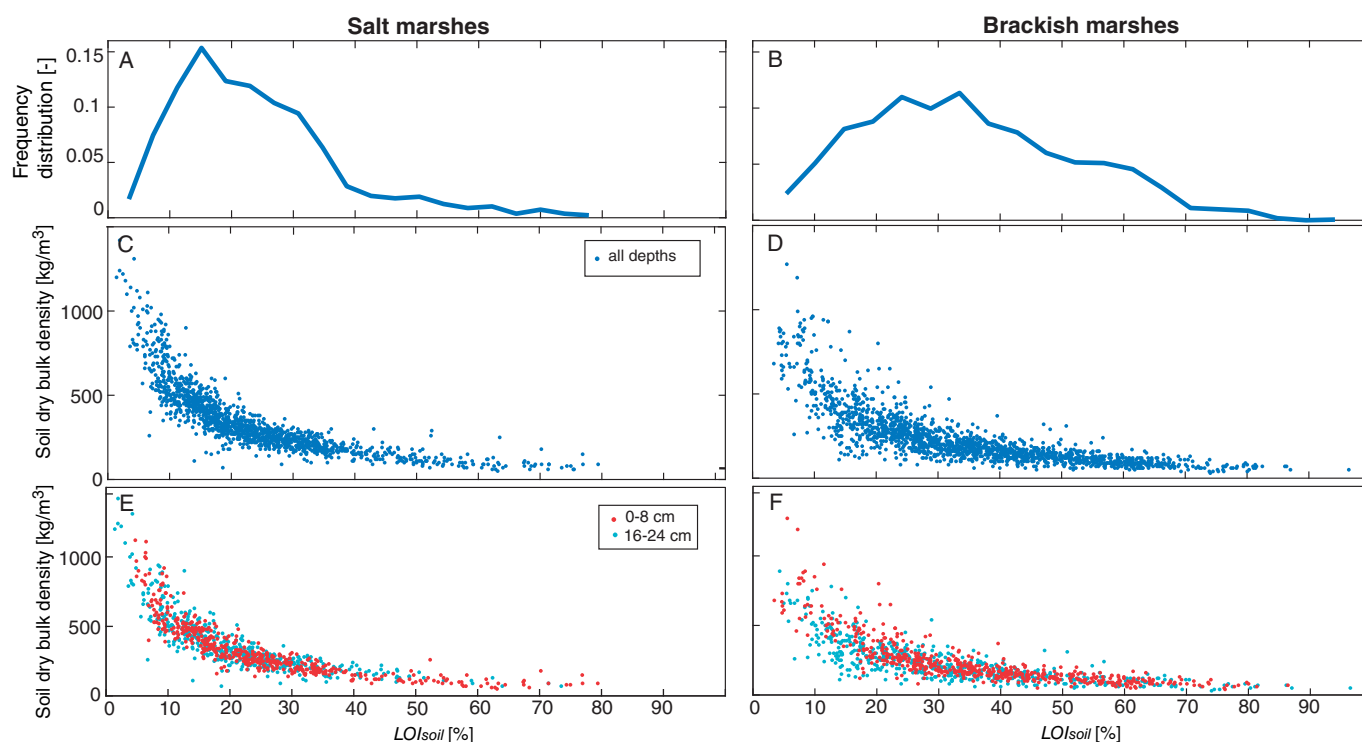 Salt marshes
Brackish marshes
Frequency
distribution [-]
0.15
0.1
0.05
0
A
B
Soil dry bulk density [kg/m³]
1000
500
0
C
all depths
D
Soil dry bulk density [kg/m³]
1000
500
0
E
0-8 cm
16-24 cm
F
0 10 20 30 40 50 60 70 80 90
0 10 20 30 40 50 60 70 80 90
LOIsoil [%]
LOIsoil [%]